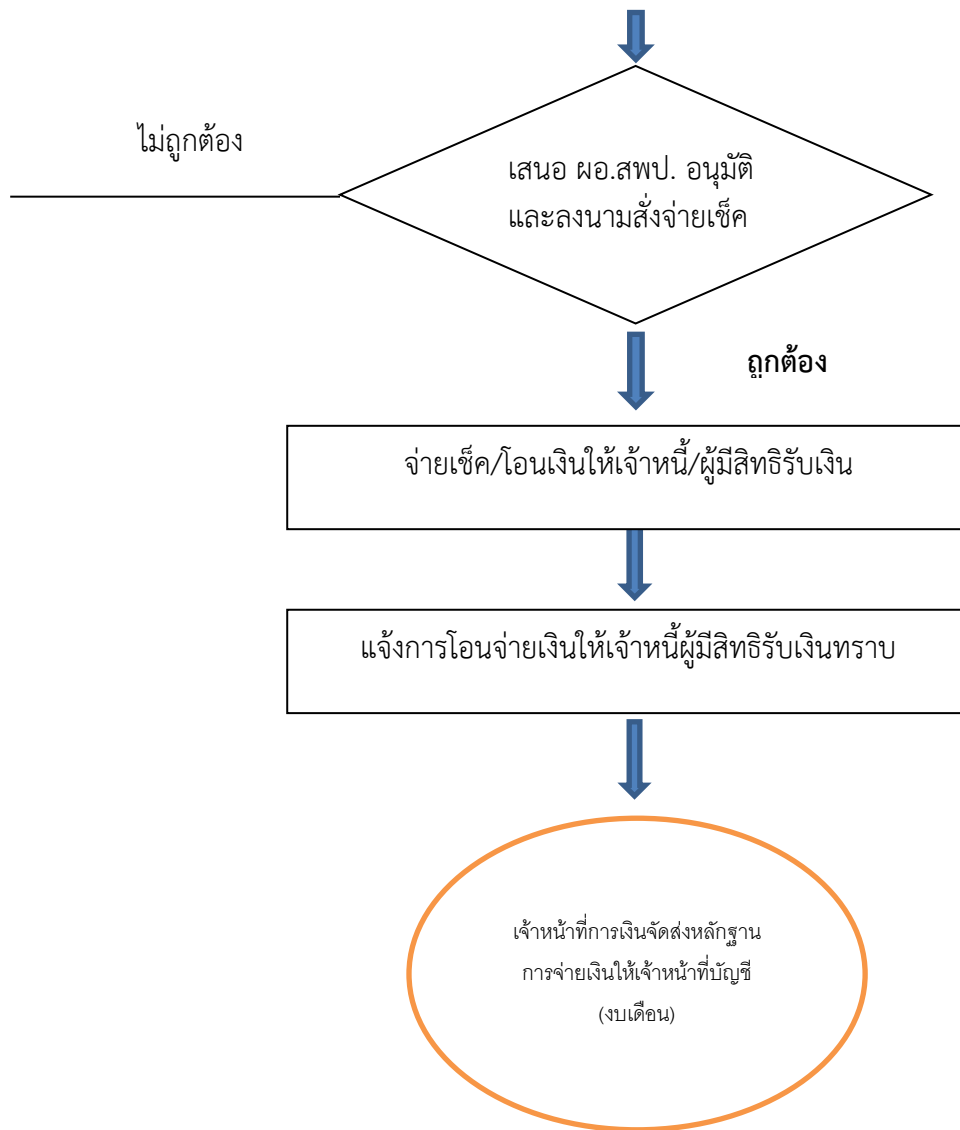 ไม่ถูกต้อง
เสนอ ผอ.สพป. อนุมัติ
และลงนามสั่งจ่ายเช็ค
ถูกต้อง
จ่ายเช็ค/โอนเงินให้เจ้าหนี้/ผู้มีสิทธิรับเงิน
แจ้งการโอนจ่ายเงินให้เจ้าหนี้ผู้มีสิทธิรับเงินทราบ
เจ้าหน้าที่การเงินจัดส่งหลักฐาน
การจ่ายเงินให้เจ้าหน้าที่บัญชี
(งบเดือน)